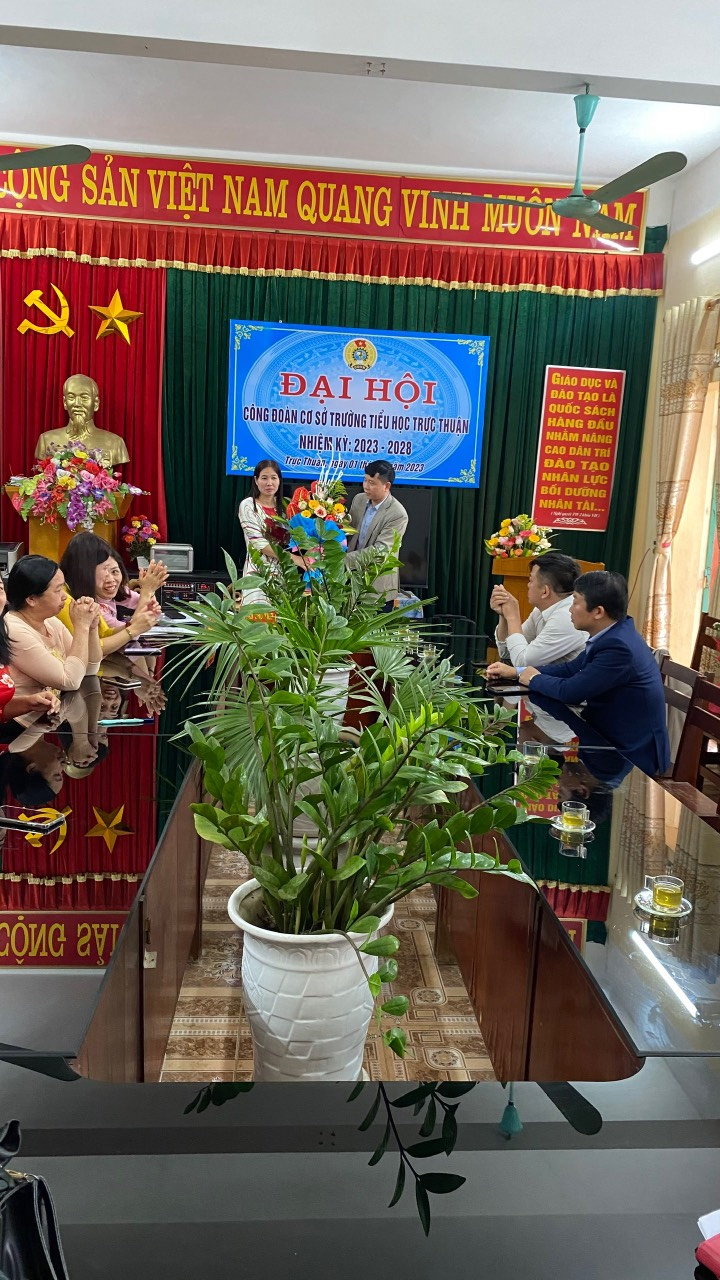 CỘNG SẢN VIỆT NAM QUANG VINH MUÔN NĂM
ĐẠI HỘI
CÔNG ĐOÀN CƠ SỞ TRƯỜNG TIỂU HỌC TRỰC THUẬN
NHIỆM KỲ: 2023 - 2028
Trực Thuận, ngày 01 năm 2023
GIÁO DỤC VÀ
ĐÀO TẠO LÀ
QUỐC SÁCH
HÀNG ĐẦU
NHẰM NÂNG
CAO DÂN TRÍ
ĐÀO TẠO
NHÂN LỰC
BỒI DƯỠNG
NHÂN TÀI...